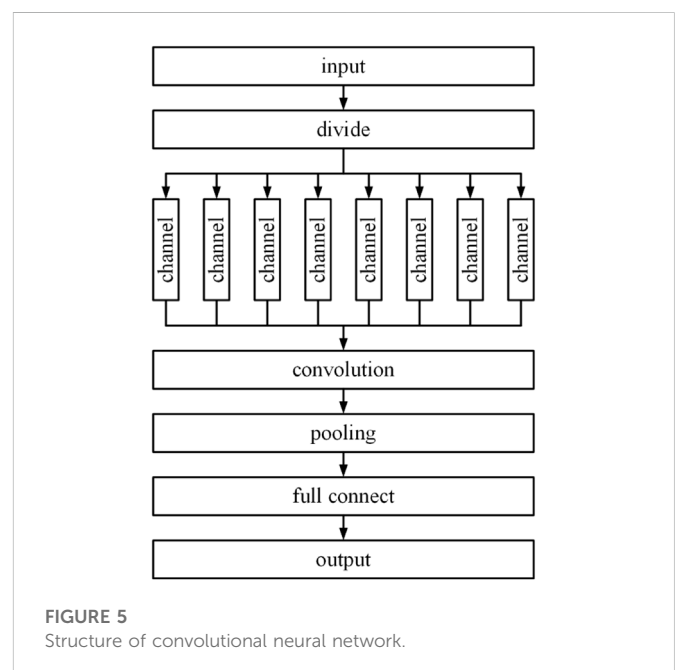 input
divide
channel
channel
channel
channel
channel
channel
channel
channel
convolution
pooling
full connect
output
FIGURE 5
Structure of convolutional neural network.